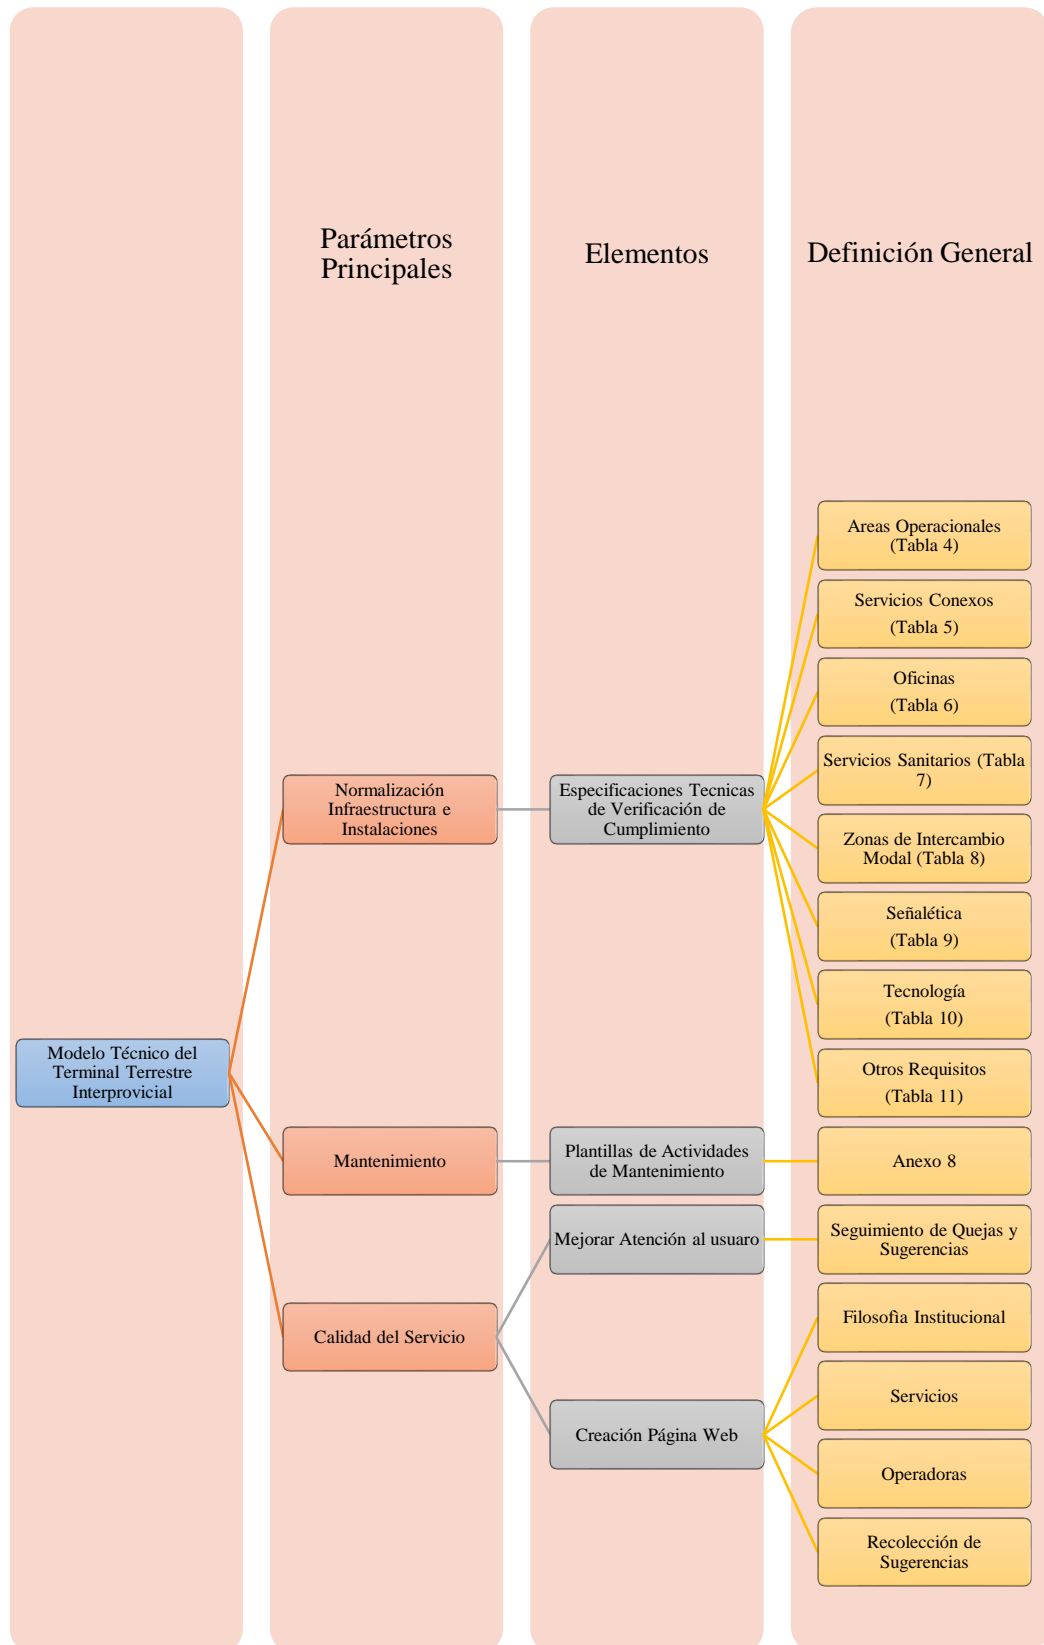 Parámetros
Principales
Elementos
Definición General
Areas Operacionales
(Tabla 4)
Servicios Conexos
(Tabla 5)
Oficinas
(Tabla 6)
Servicios Sanitarios (Tabla
7)
Zonas de Intercambio
Modal (Tabla 8)
Señalética
(Tabla 9)
Tecnología
(Tabla 10)
Otros Requisitos
(Tabla 11)
Normalización
Infraestructura e
Instalaciones
Especificaciones Tecnicas
de Verificación de
Cumplimiento
Modelo Técnico del
Terminal Terrestre
Interprovicial
Mantenimiento
Plantillas de Actividades
de Mantenimiento
Anexo 8
Mejorar Atención al usuaro
Seguimiento de Quejas y
Sugerencias
Calidad del Servicio
Creación Página Web
Filosofìa Institucional
Servicios
Operadoras
Recolección de
Sugerencias